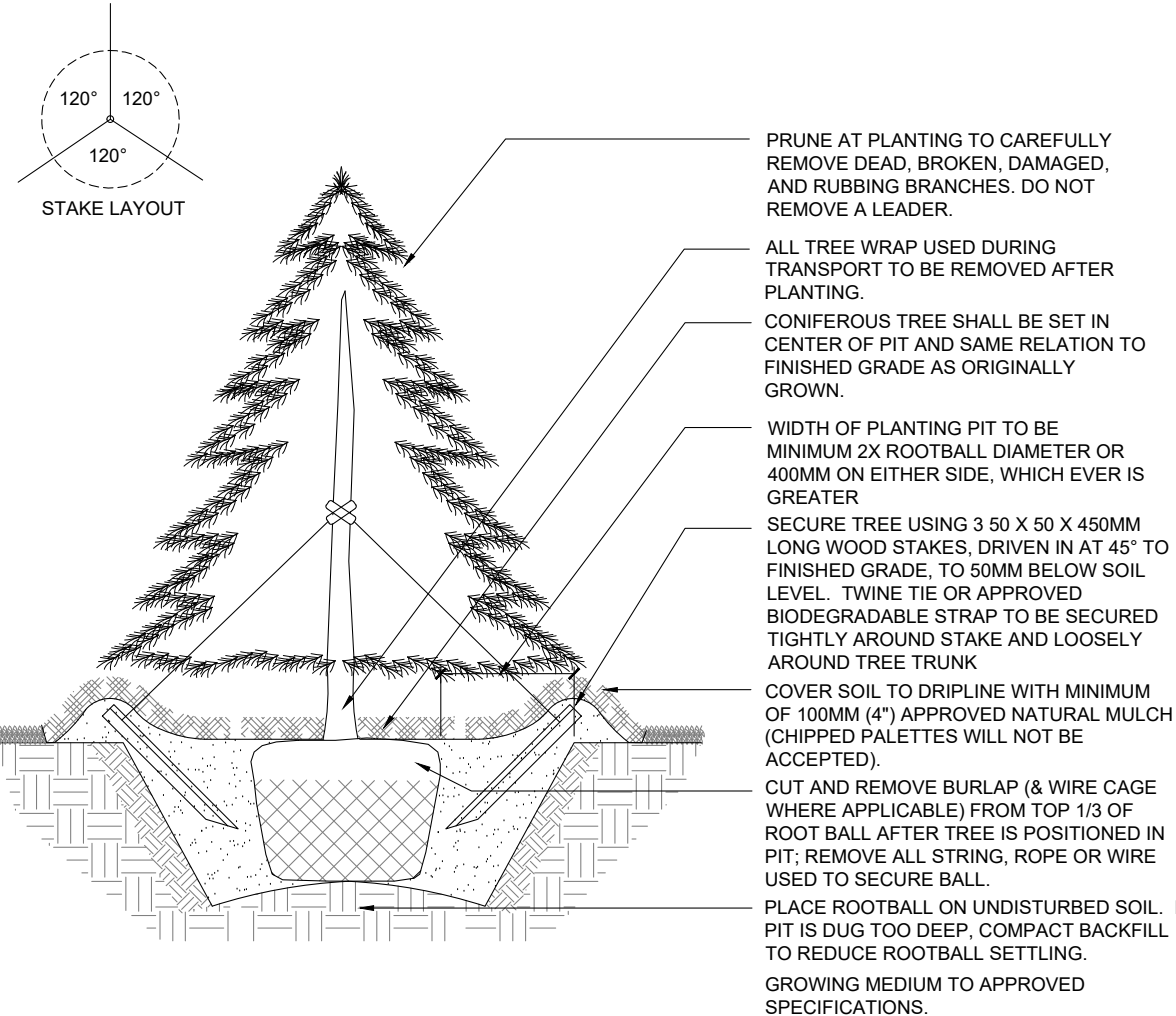 120° 120°
120°
STAKE LAYOUT
PRUNE AT PLANTING TO CAREFULLY
REMOVE DEAD, BROKEN, DAMAGED,
AND RUBBING BRANCHES. DO NOT
REMOVE A LEADER.
ALL TREE WRAP USED DURING
TRANSPORT TO BE REMOVED AFTER
PLANTING.
CONIFEROUS TREE SHALL BE SET IN
CENTER OF PIT AND SAME RELATION TO
FINISHED GRADE AS ORIGINALLY
GROWN.
WIDTH OF PLANTING PIT TO BE
MINIMUM 2X ROOTBALL DIAMETER OR
400MM ON EITHER SIDE, WHICH EVER IS
GREATER
SECURE TREE USING 3 50 X 50 X 450MM
LONG WOOD STAKES, DRIVEN IN AT 45° TO
FINISHED GRADE, TO 50MM BELOW SOIL
LEVEL. TWINE TIE OR APPROVED
BIODEGRADABLE STRAP TO BE SECURED
TIGHTLY AROUND STAKE AND LOOSELY
AROUND TREE TRUNK
COVER SOIL TO DRIPLINE WITH MINIMUM
OF 100MM (4") APPROVED NATURAL MULCH
(CHIPPED PALETTES WILL NOT BE
ACCEPTED).
CUT AND REMOVE BURLAP (& WIRE CAGE
WHERE APPLICABLE) FROM TOP 1/3 OF
ROOT BALL AFTER TREE IS POSITIONED IN
PIT; REMOVE ALL STRING, ROPE OR WIRE
USED TO SECURE BALL.
PLACE ROOTBALL ON UNDISTURBED SOIL.
PIT IS DUG TOO DEEP, COMPACT BACKFILL
TO REDUCE ROOTBALL SETTLING.
GROWING MEDIUM TO APPROVED
SPECIFICATIONS.